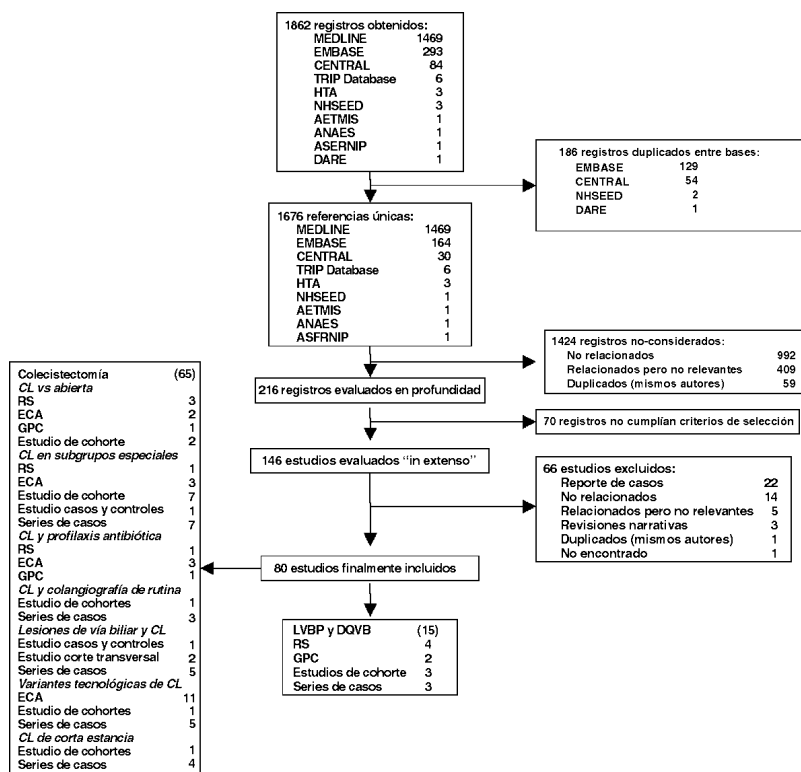 1862 registros obtenidos:
MEDLINE 1469
EMBASE 293
CENTRAL 84
TRIP Database 6
HTA 3
NHSEED 3
AETMIS 1
ANAES 1
ASERNIP 1
DARE 1
186 registros duplicados entre bases:
EMBASE 129
CENTRAL 54
NHSEED 2
DARE 1
1676 referencias únicas:
MEDLINE 1469
EMBASE 164
CENTRAL 30
TRIP Database 6
HTA 3
NHSEED 1
AETMIS 1
ANAES 1
ASFRNIP 1
1424 registros no-considerados:
No relacionados 992
Relacionados pero no relevantes 409
Duplicados (mismos autores) 59
216 registros evaluados en profundidad
70 registros no cumplían criterios de selección
146 estudios evaluados “in extenso”
66 estudios excluidos:
Reporte de casos 22
No relacionados 14
Relacionados pero no relevantes 5
Revisiones narrativas 3
Duplicados (mismos autores) 1
No encontrado 1
80 estudios finalmente incluidos
Colecistectomía (65)
CL vs abierta
RS 3
ECA 2
GPC 1
Estudio de cohorte 2
CL en subgrupos especiales
RS 1
ECA 3
Estudio de cohorte 7
Estudio casos y controles 1
Series de casos 7
CL y profilaxis antibiótica
RS 1
ECA 3
GPC 1
CL y colangiografía de rutina
Estudio de cohortes 1
Series de casos 3
Lesiones de vía biliar y CL
Estudio casos y controles 1
Estudio corte transversal 2
Series de casos 5
Variantes tecnológicas de CL
ECA 11
Estudio de cohortes 1
Series de casos 5
CL de corta estancia
Estudio de cohortes 1
Series de casos 4
LVBP y DQVB (15)
RS 4
GPC 2
Estudios de cohorte 3
Series de casos 3